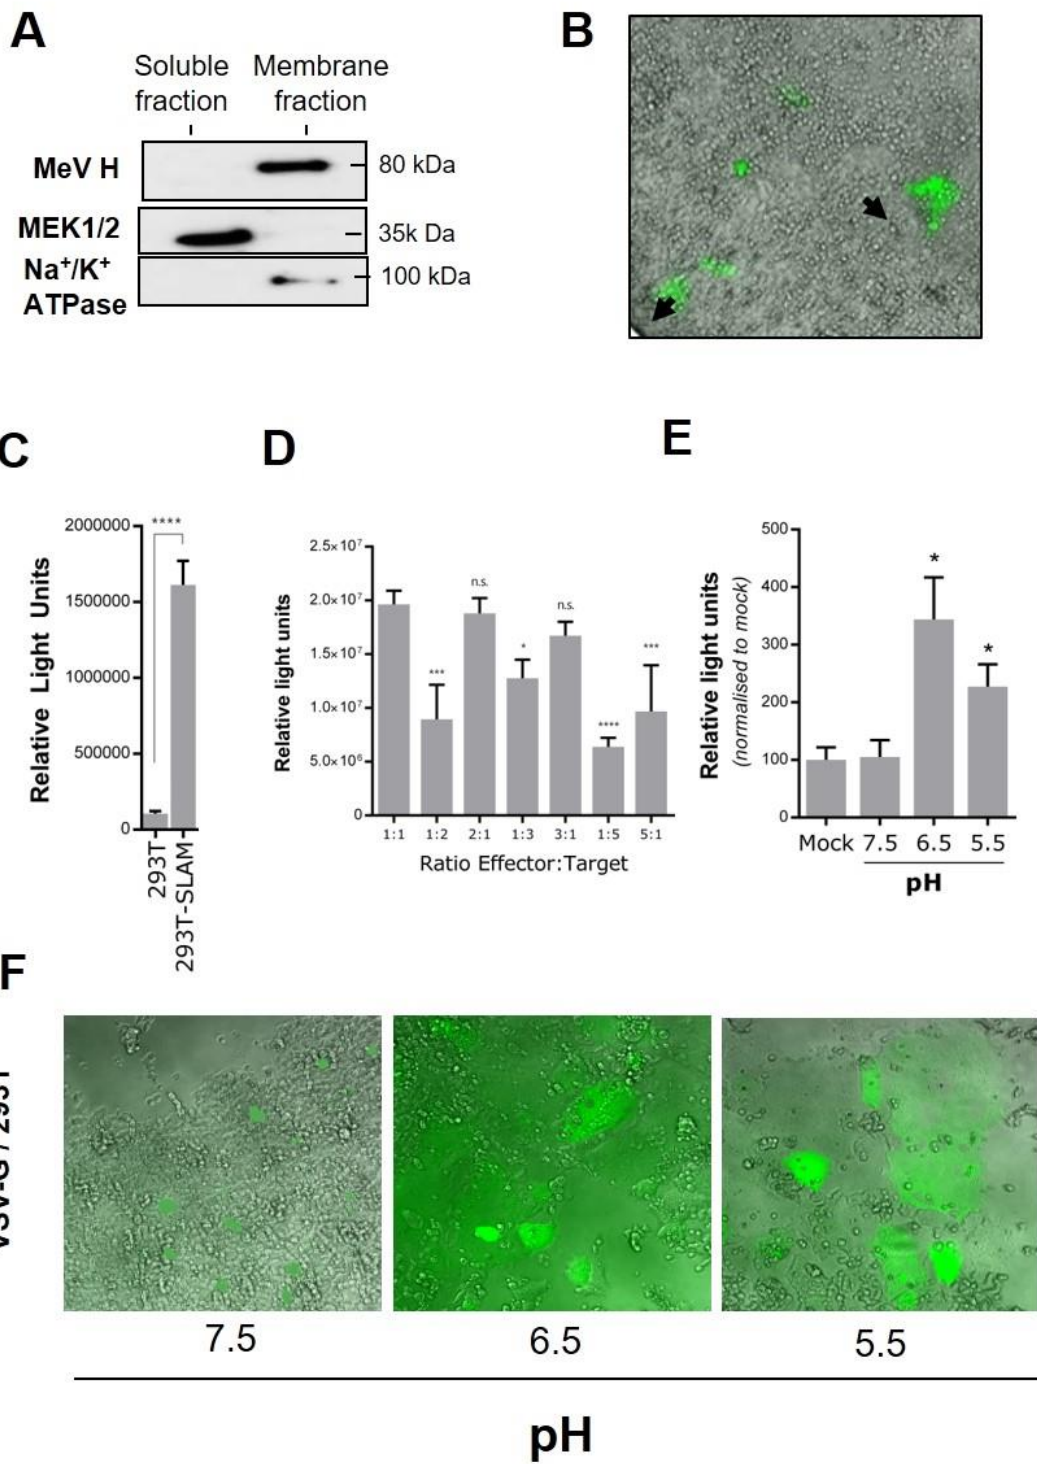 A
Soluble fraction
Membrane fraction
MeV H
80 kDa
MEK1/2
35k Da
Na⁺/K⁺
ATPase
100 kDa
B
C
Relative Light Units
2000000
1500000
1000000
500000
0
****
293T
293T-SLAM
D
Relative light units
2.5×10⁷
2.0×10⁷
1.5×10⁷
1.0×10⁷
5.0×10⁶
0
***
n.s.
*
n.s.
****
***
1:1 1:2 2:1 1:3 3:1 1:5 5:1
Ratio Effector:Target
E
Relative light units
(normalised to mock)
500
400
300
200
100
0
*
*
Mock 7.5 6.5 5.5
pH
F
VSV-G / 293T
7.5 6.5 5.5
pH